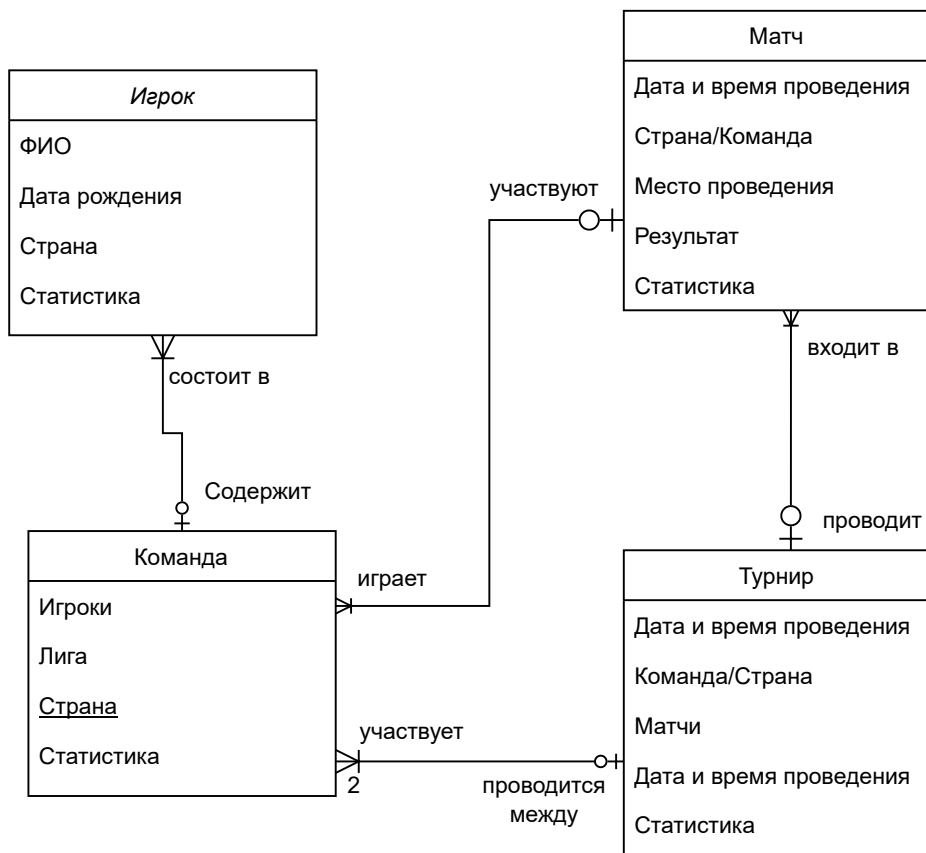 Игрок
ФИО
Дата рождения
Страна
Статистика
Матч
Дата и время проведения
Страна/Команда
Место проведения
Результат
Статистика
участвуют
состоит в
входит в
Содержит
проводит
Команда
Игроки
Лига
Страна
Статистика
играет
участвует
2
проводится
между
Турнир
Дата и время проведения
Команда/Страна
Матчи
Дата и время проведения
Статистика